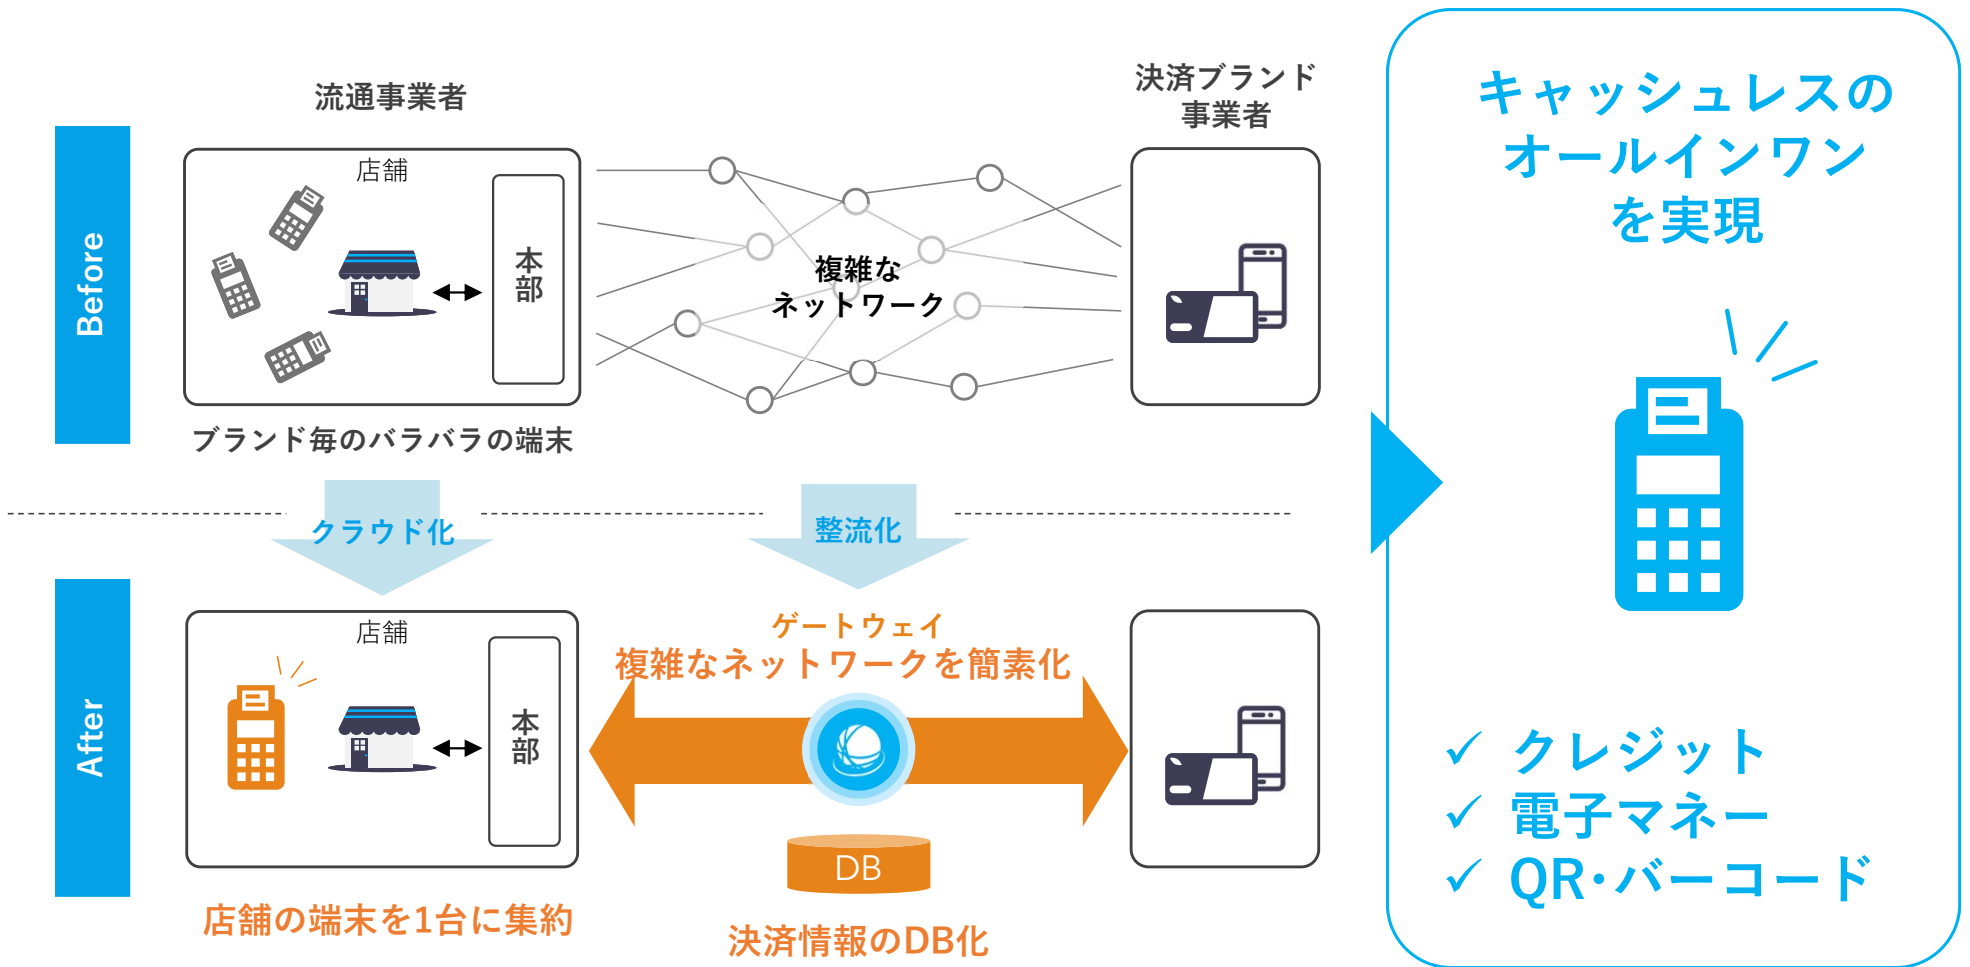 流通事業者
決済ブランド
事業者
Before
店舗
本部
複雑な
ネットワーク
ブランド毎のバラバラの端末
クラウド化
整流化
After
店舗
本部
ゲートウェイ
複雑なネットワークを簡素化
DB
店舗の端末を1台に集約
決済情報のDB化
キャッシュレスの
オールインワン
を実現
✓ クレジット
✓ 電子マネー
✓ QR・バーコード